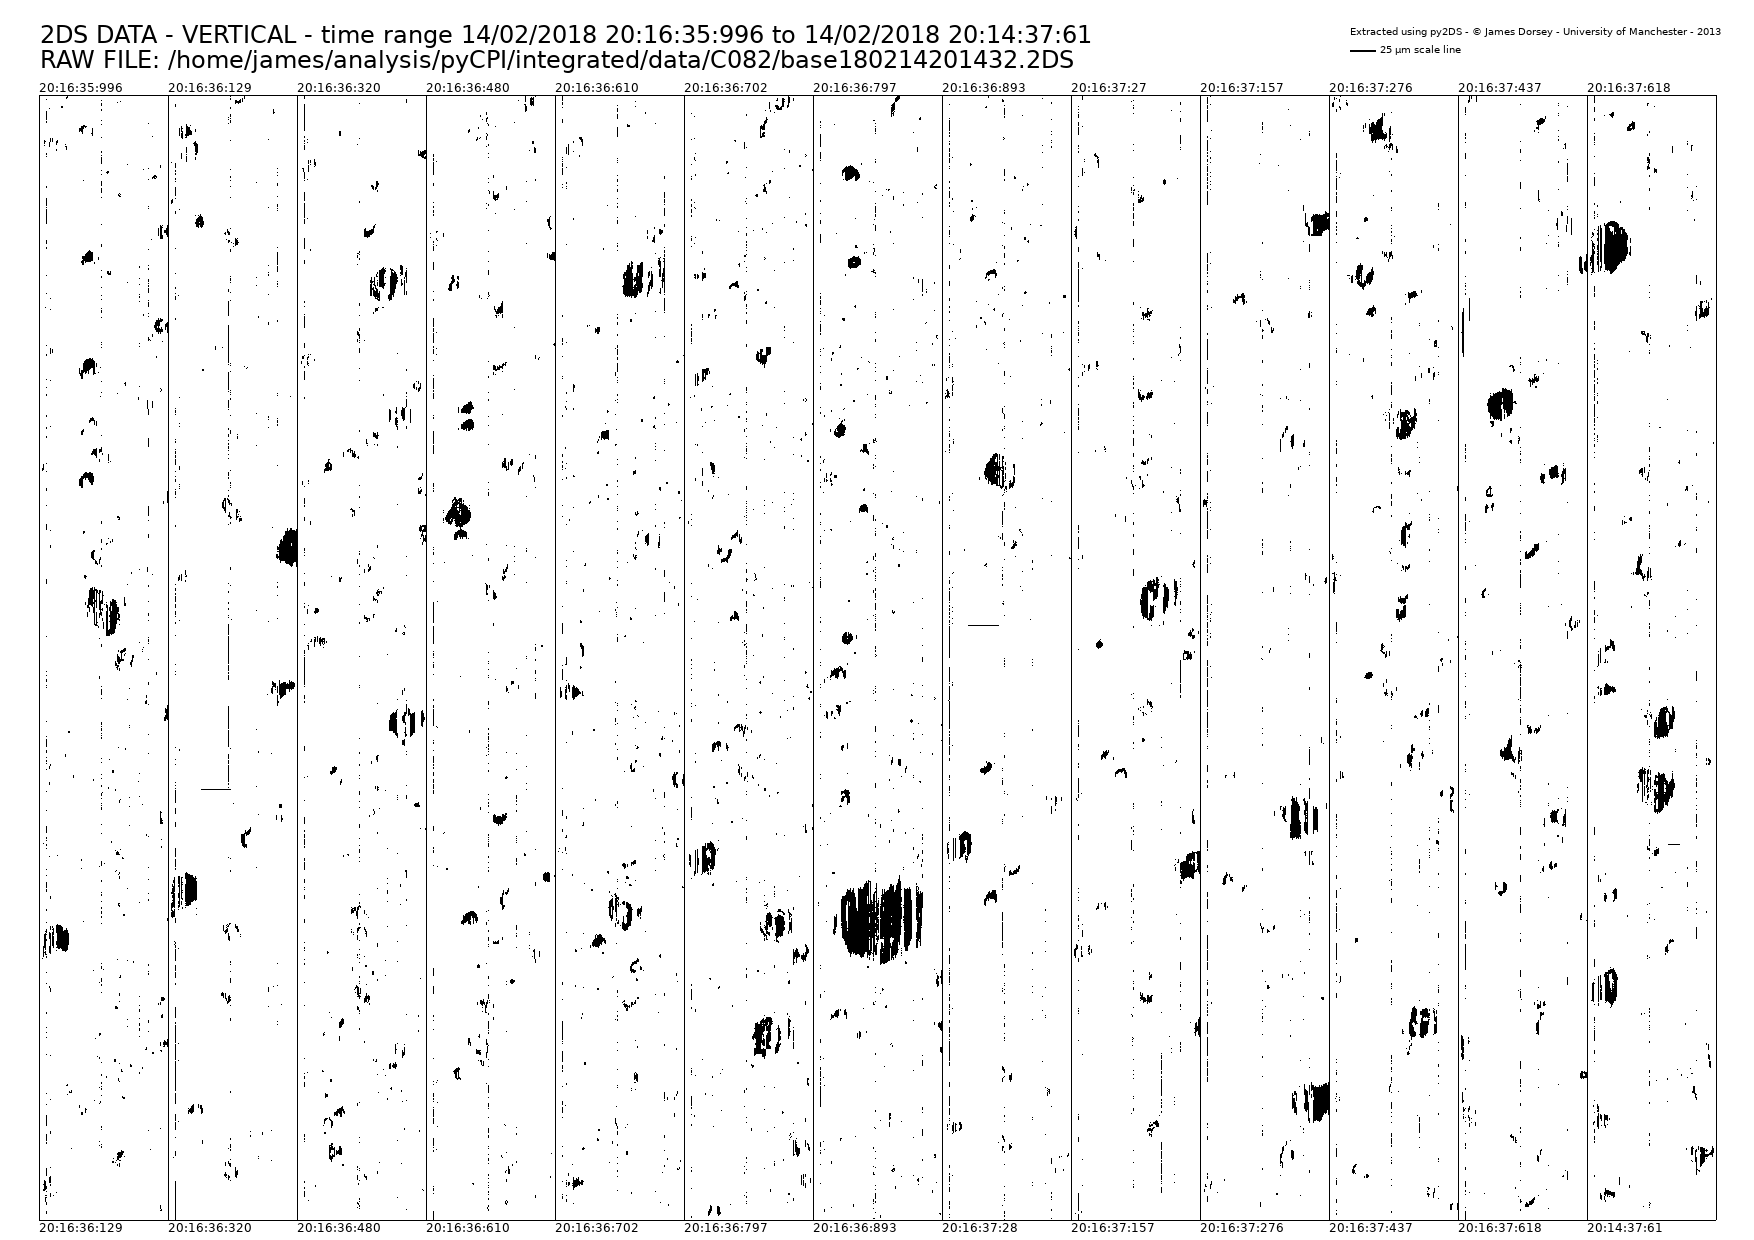 2DS DATA - VERTICAL - time range 14/02/2018 20:16:35:996 to 14/02/2018 20:14:37:61
RAW FILE: /home/james/analysis/pyCPI/integrated/data/C082/base180214201432.2DS
Extracted using py2DS - © James Dorsey - University of Manchester - 2013
25 µm scale line
20:16:35:996 20:16:36:129 20:16:36:320 20:16:36:480 20:16:36:610 20:16:36:702 20:16:36:797 20:16:36:893 20:16:37:27 20:16:37:157 20:16:37:276 20:16:37:437 20:16:37:618
20:16:36:129 20:16:36:320 20:16:36:480 20:16:36:610 20:16:36:702 20:16:36:797 20:16:36:893 20:16:37:28 20:16:37:157 20:16:37:276 20:16:37:437 20:16:37:618 20:14:37:61